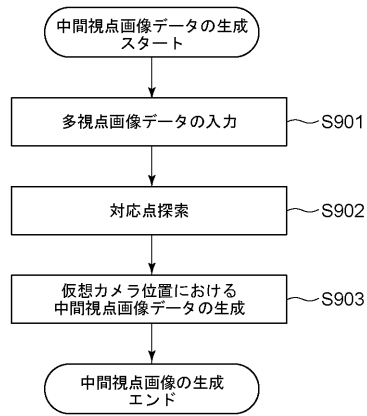 中間視点画像データの生成
スタート
多視点画像データの入力
S901
対応点探索
S902
仮想カメラ位置における
中間視点画像データの生成
S903
中間視点画像の生成
エンド